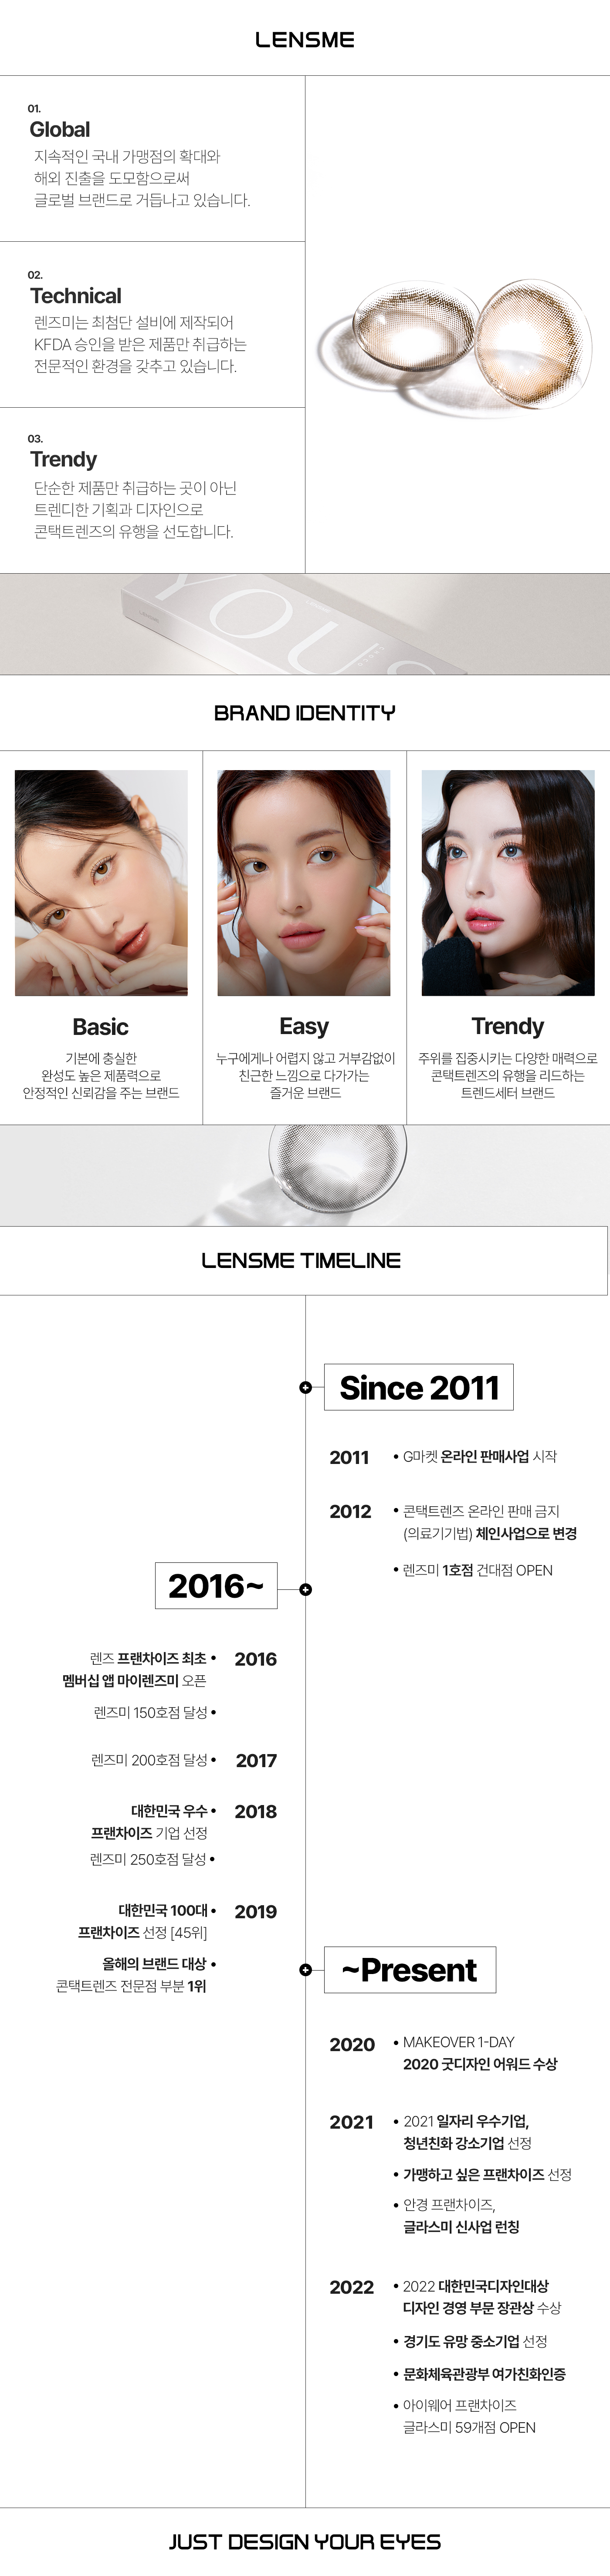 LENSME
01.
Global
지속적인 국내 가맹점의 확대와
해외 진출을 도모함으로써
글로벌 브랜드로 거듭나고 있습니다.
02.
Technical
렌즈미는 최첨단 설비에 제작되어
KFDA 승인을 받은 제품만 취급하는
전문적인 환경을 갖추고 있습니다.
03.
Trendy
단순한 제품만 취급하는 곳이 아닌
트렌디한 기획과 디자인으로
콘택트렌즈의 유행을 선도합니다.
BRAND IDENTITY
Basic
기본에 충실한
완성도 높은 제품력으로
안정적인 신뢰감을 주는 브랜드
Easy
누구에게나 어렵지 않고 거부감없이
친근한 느낌으로 다가가는
즐거운 브랜드
Trendy
주위를 집중시키는 다양한 매력으로
콘택트렌즈의 유행을 리드하는
트렌드세터 브랜드
LENSME TIMELINE
Since 2011
2011 • G마켓 온라인 판매사업 시작
2012 • 콘택트렌즈 온라인 판매 금지
(의료기기법) 체인사업으로 변경
• 렌즈미 1호점 건대점 OPEN
2016~
렌즈 프랜차이즈 최초 • 2016
멤버십 앱 마이렌즈미 오픈
렌즈미 150호점 달성 •
렌즈미 200호점 달성 • 2017
대한민국 우수 • 2018
프랜차이즈 기업 선정
렌즈미 250호점 달성 •
대한민국 100대 • 2019
프랜차이즈 선정 [45위]
올해의 브랜드 대상 •
콘택트렌즈 전문점 부분 1위
~Present
2020 • MAKEOVER 1-DAY
2020 굿디자인 어워드 수상
2021 • 2021 일자리 우수기업,
청년친화 강소기업 선정
• 가맹하고 싶은 프랜차이즈 선정
• 안경 프랜차이즈,
글라스미 신사업 런칭
2022 • 2022 대한민국디자인대상
디자인 경영 부문 장관상 수상
• 경기도 유망 중소기업 선정
• 문화체육관광부 여가친화인증
• 아이웨어 프랜차이즈
글라스미 59개점 OPEN
JUST DESIGN YOUR EYES